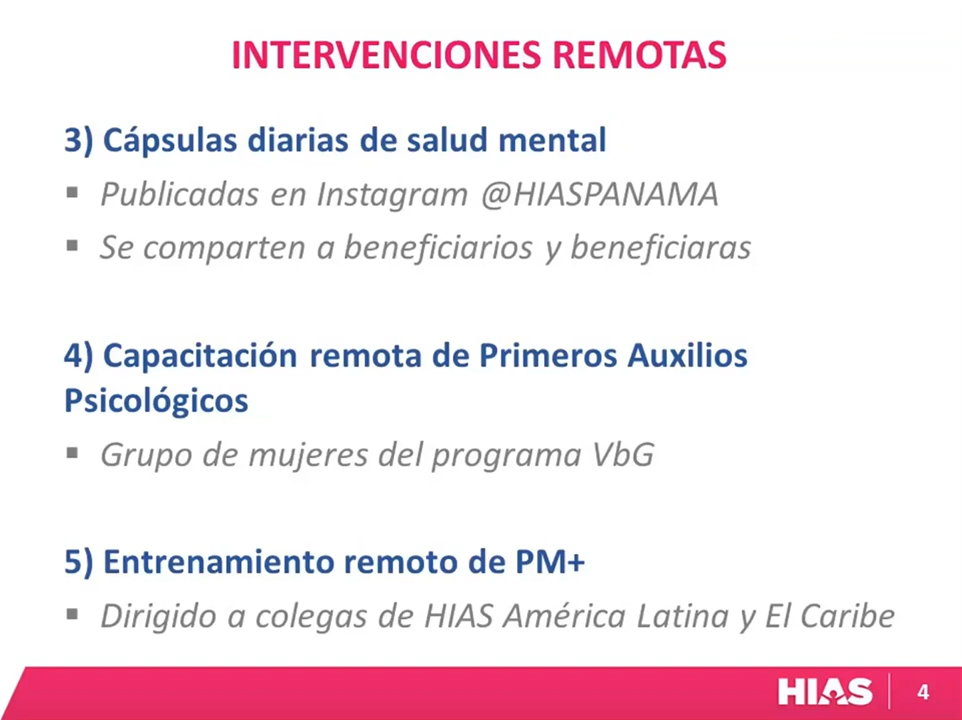 INTERVENCIONES REMOTAS
3) Cápsulas diarias de salud mental
▪ Publicadas en Instagram @HIASPANAMA
▪ Se comparten a beneficiarios y beneficiaras
4) Capacitación remota de Primeros Auxilios
Psicológicos
▪ Grupo de mujeres del programa VbG
5) Entrenamiento remoto de PM+
▪ Dirigido a colegas de HIAS América Latina y El Caribe
HIAS | 4